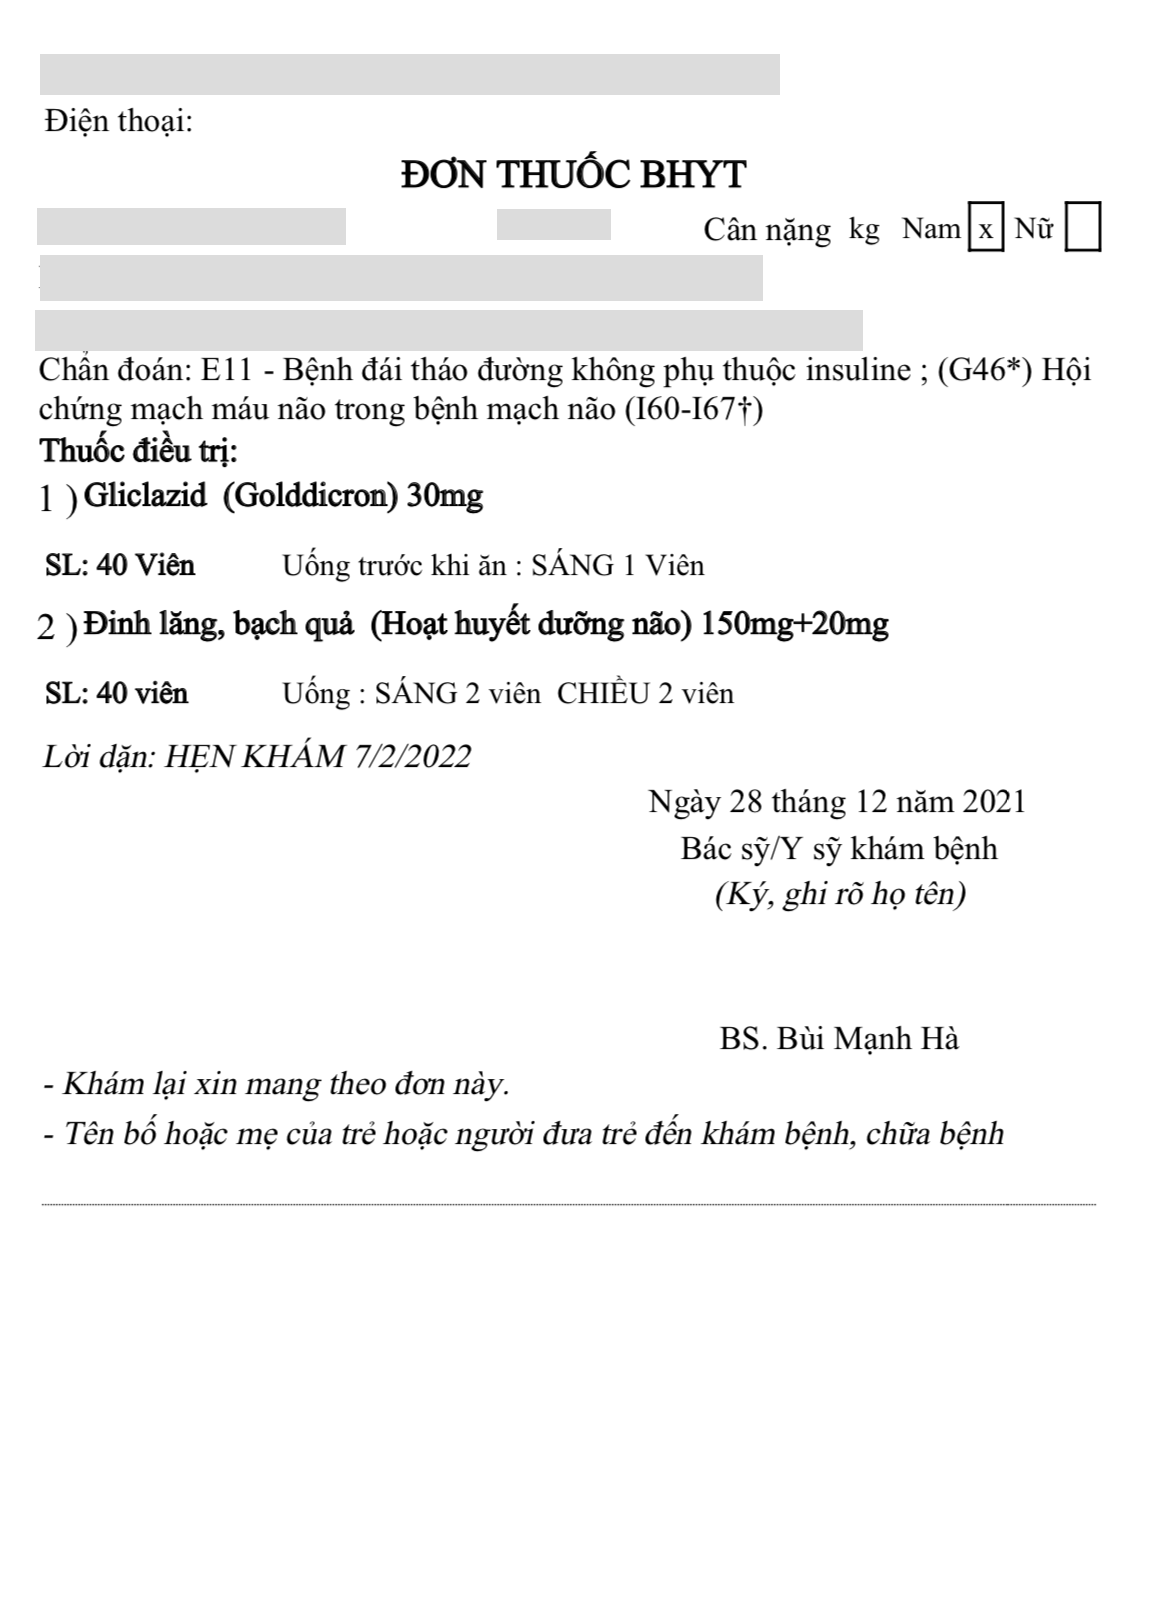 Điện thoại:
ĐƠN THUỐC BHYT
Cân nặng kg Nam x Nữ
Chẩn đoán: E11 - Bệnh đái tháo đường không phụ thuộc insuline ; (G46*) Hội
chứng mạch máu não trong bệnh mạch não (I60-I67†)
Thuốc điều trị:
1 ) Gliclazid (Golddicron) 30mg
SL: 40 Viên Uống trước khi ăn : SÁNG 1 Viên
2 ) Đinh lăng, bạch quả (Hoạt huyết dưỡng não) 150mg+20mg
SL: 40 viên Uống : SÁNG 2 viên CHIỀU 2 viên
Lời dặn: HẸN KHÁM 7/2/2022
Ngày 28 tháng 12 năm 2021
Bác sỹ/Y sỹ khám bệnh
(Ký, ghi rõ họ tên)
BS. Bùi Mạnh Hà
- Khám lại xin mang theo đơn này.
- Tên bố hoặc mẹ của trẻ hoặc người đưa trẻ đến khám bệnh, chữa bệnh